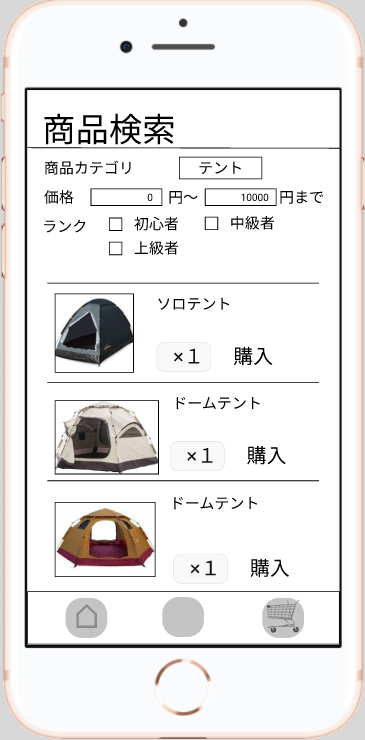 商品検索
商品カテゴリ テント
価格 0 円～ 10000 円まで
ランク 初心者 中級者
上級者
ソロテント
×１ 購入
ドームテント
×１ 購入
ドームテント
×１ 購入